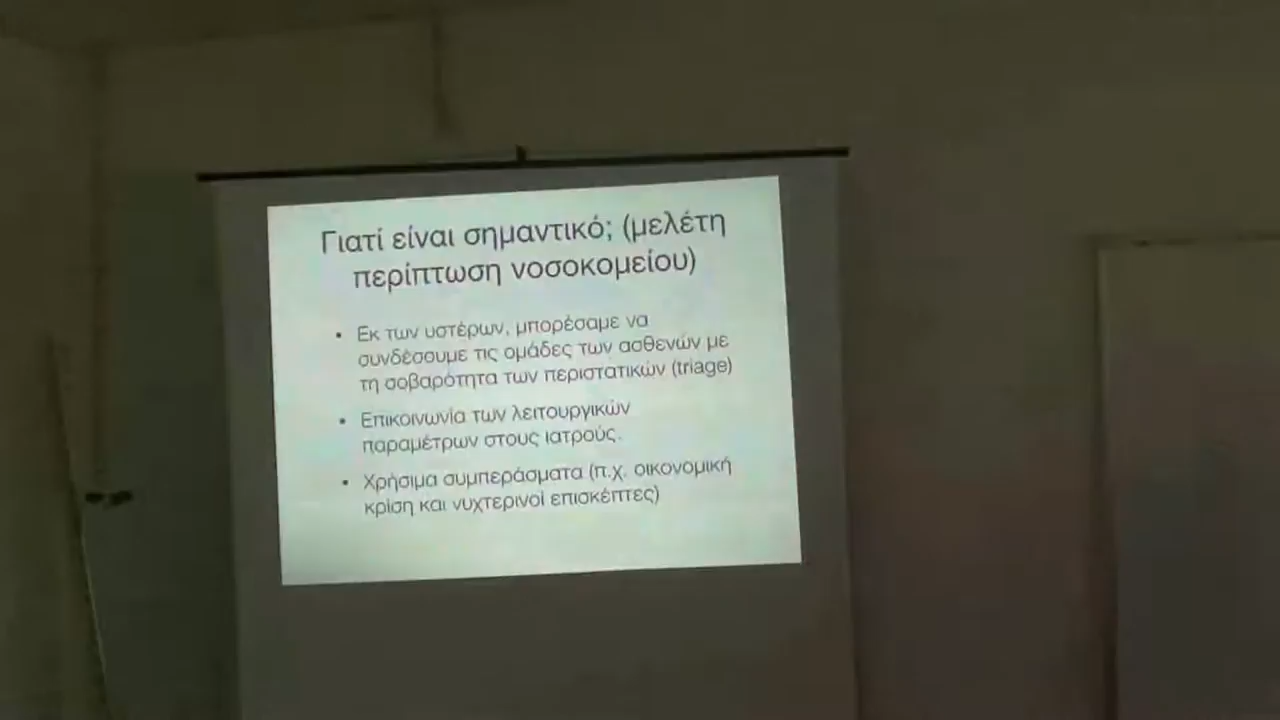 Γιατί είναι σημαντικό; (μελέτη
περίπτωση νοσοκομείου)
• Εκ των υστέρων, μπορέσαμε να
συνδέσουμε τις ομάδες των ασθενών με
τη σοβαρότητα των περιστατικών (triage)
• Επικοινωνία των λειτουργικών
παραμέτρων στους ιατρούς.
• Χρήσιμα συμπεράσματα (π.χ. οικονομική
κρίση και νυχτερινοί επισκέπτες)